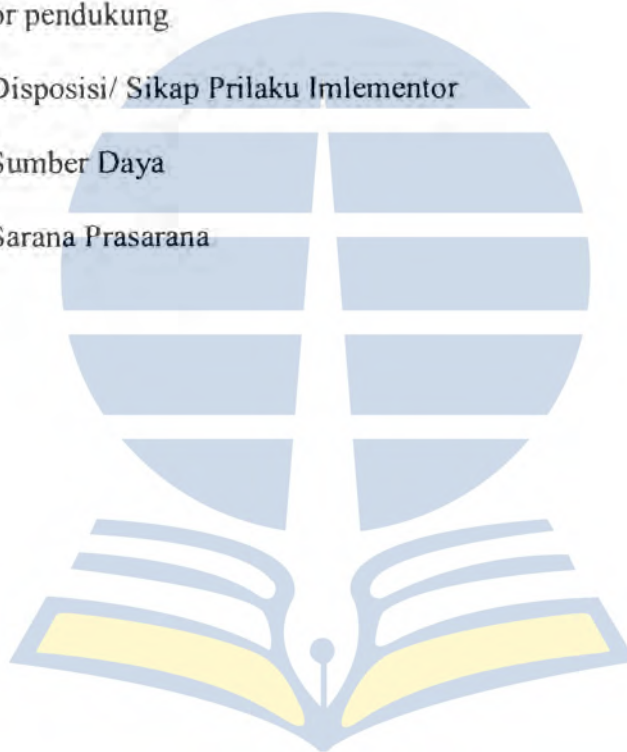 or pendukung
Disposisi/ Sikap Prilaku Imlementor
Sumber Daya
Sarana Prasarana